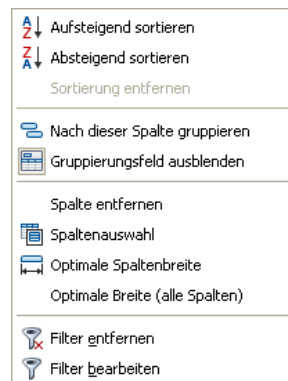 Aufsteigend sortieren
Absteigend sortieren
Sortierung entfernen
Nach dieser Spalte gruppieren
Gruppierungsfeld ausblenden
Spalte entfernen
Spaltenauswahl
Optimale Spaltenbreite
Optimale Breite (alle Spalten)
Filter entfernen
Filter bearbeiten